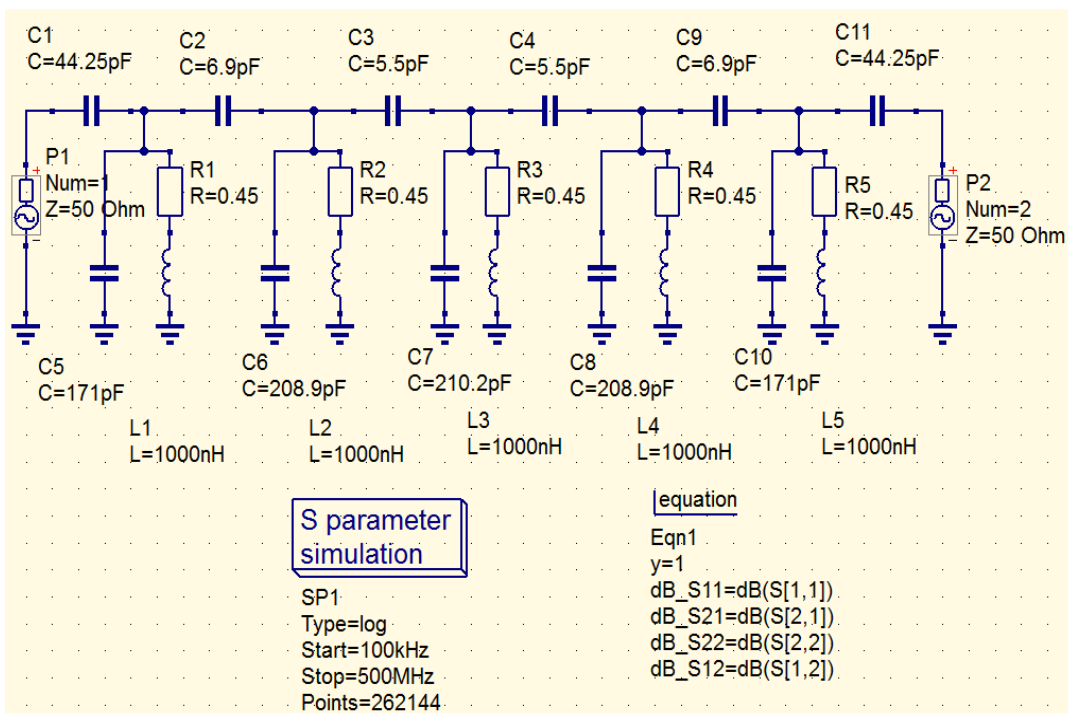 C1
C=44.25pF
C2
C=6.9pF
C3
C=5.5pF
C4
C=5.5pF
C9
C=6.9pF
C11
C=44.25pF
P1
Num=1
Z=50 Ohm
R1
R=0.45
R2
R=0.45
R3
R=0.45
R4
R=0.45
R5
R=0.45
P2
Num=2
Z=50 Ohm
C5
C=171pF
C6
C=208.9pF
C7
C=210.2pF
C8
C=208.9pF
C10
C=171pF
L1
L=1000nH
L2
L=1000nH
L3
L=1000nH
L4
L=1000nH
L5
L=1000nH
S parameter
simulation
SP1
Type=log
Start=100kHz
Stop=500MHz
Points=262144
equation
Eqn1
y=1
dB_S11=dB(S[1,1])
dB_S21=dB(S[2,1])
dB_S22=dB(S[2,2])
dB_S12=dB(S[1,2])